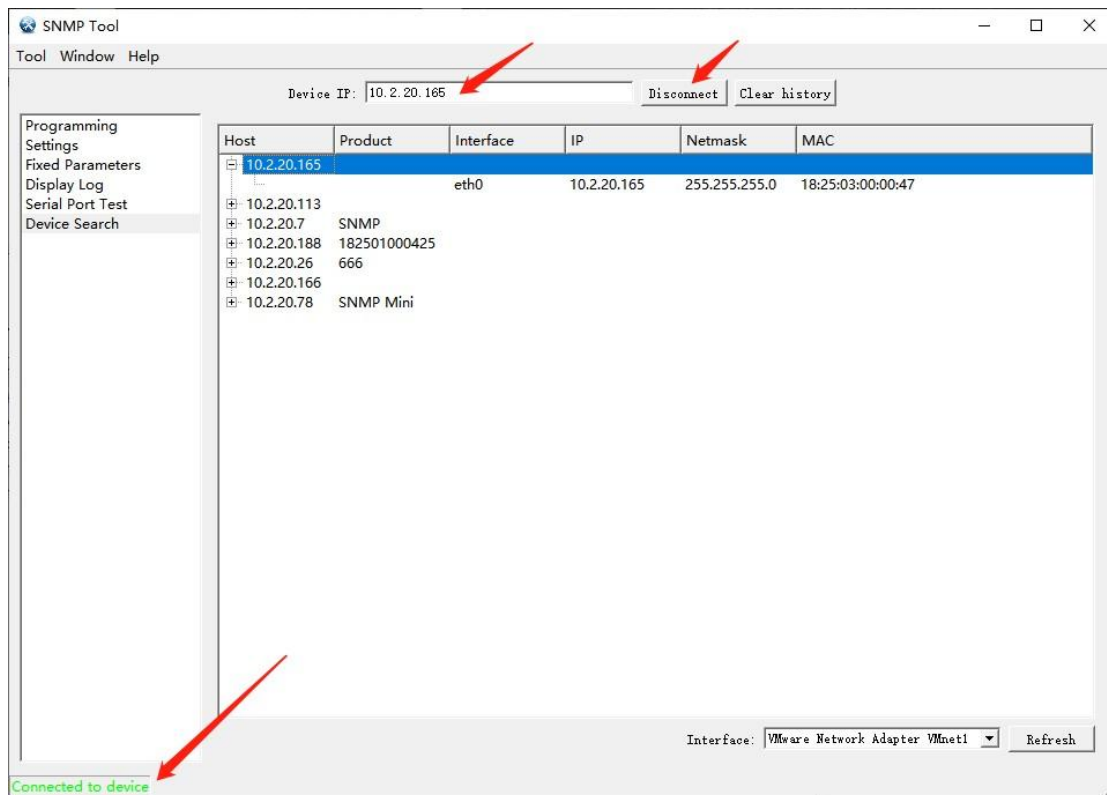 SNMP Tool
Tool Window Help
Device IP: 10.2.20.165 Disconnect Clear history
Programming
Settings
Fixed Parameters
Display Log
Serial Port Test
Device Search
Host Product Interface IP Netmask MAC
10.2.20.165
eth0 10.2.20.165 255.255.255.0 18:25:03:00:00:47
10.2.20.113
10.2.20.7 SNMP
10.2.20.188 182501000425
10.2.20.26 666
10.2.20.166
10.2.20.78 SNMP Mini
Interface: VMware Network Adapter VMnet1 Refresh
Connected to device